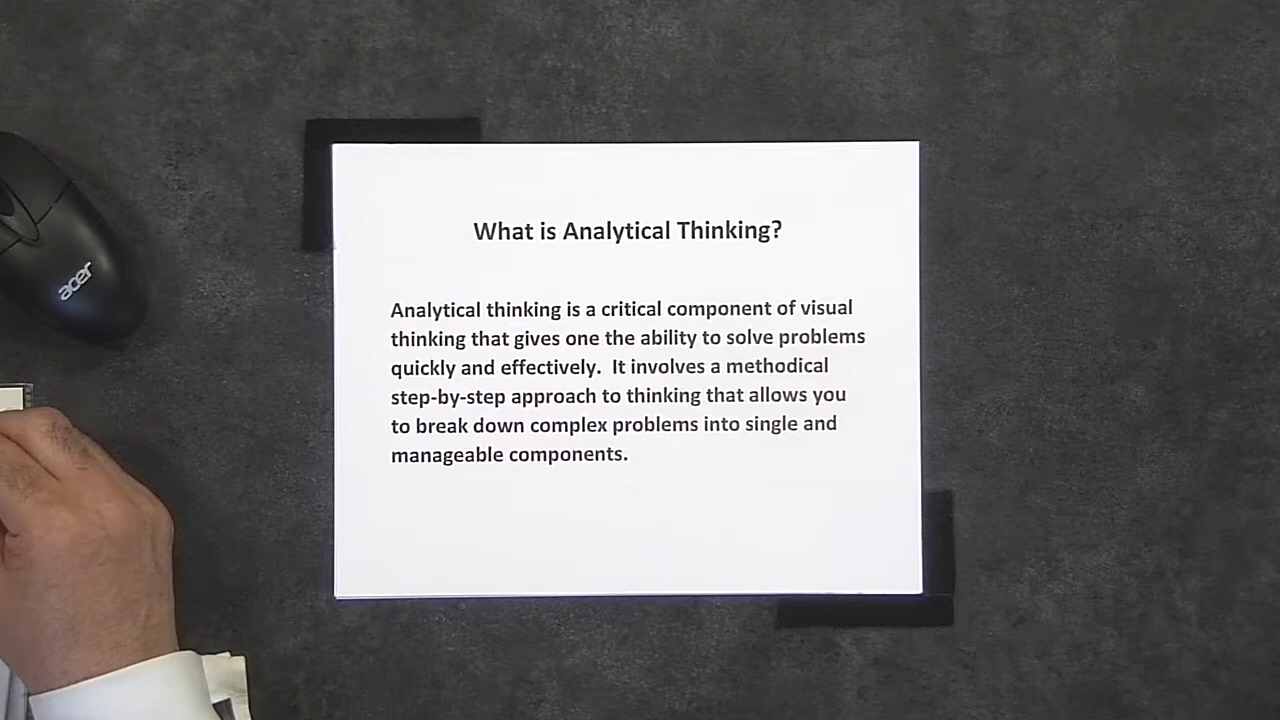 What is Analytical Thinking?
Analytical thinking is a critical component of visual
thinking that gives one the ability to solve problems
quickly and effectively.  It involves a methodical
step-by-step approach to thinking that allows you
to break down complex problems into single and
manageable components.
acer